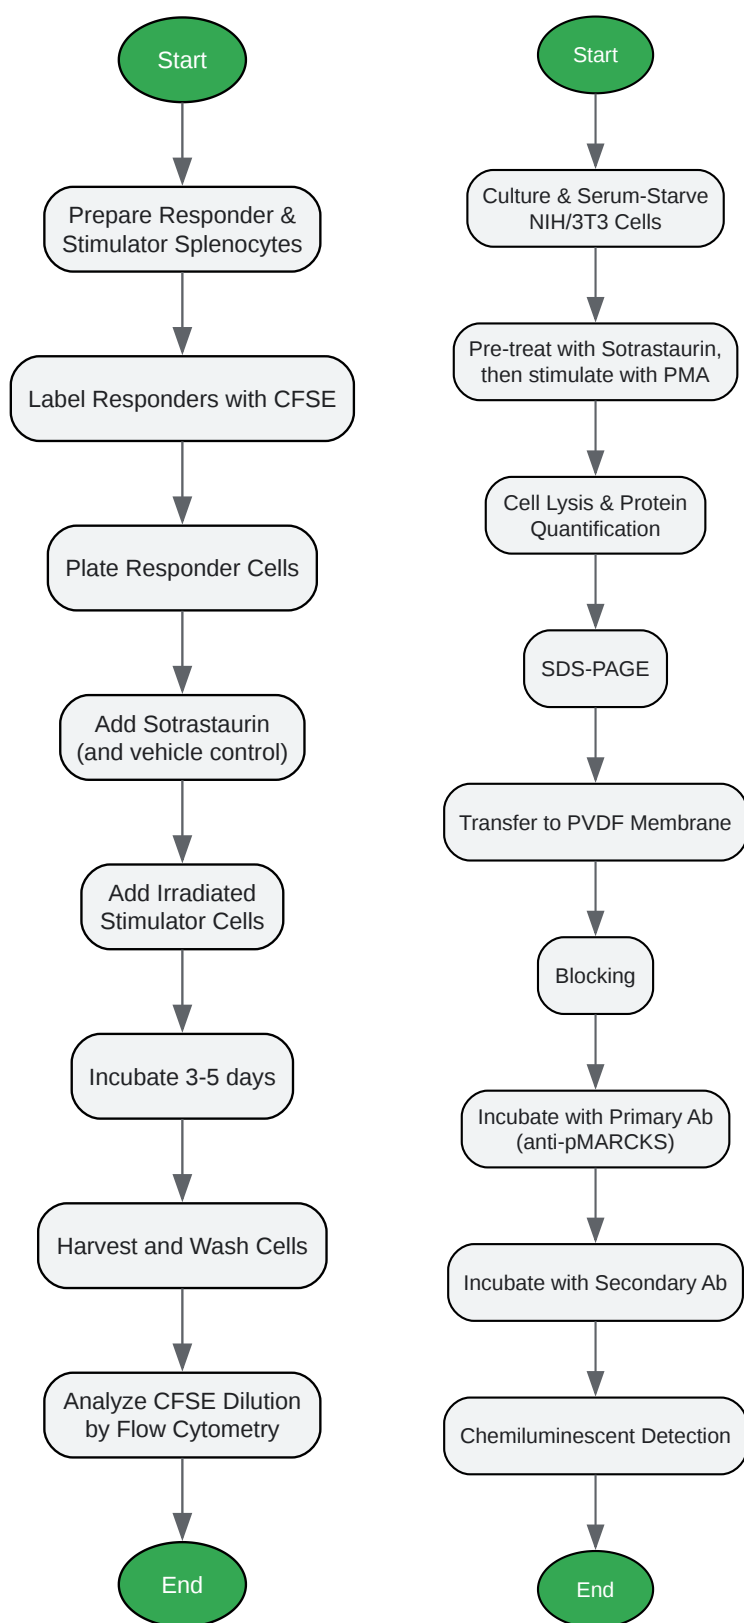 Start
Prepare Responder &
Stimulator Splenocytes
Label Responders with CFSE
Plate Responder Cells
Add Sotrastaurin
(and vehicle control)
Add Irradiated
Stimulator Cells
Incubate 3-5 days
Harvest and Wash Cells
Analyze CFSE Dilution
by Flow Cytometry
End
Start
Culture & Serum-Starve
NIH/3T3 Cells
Pre-treat with Sotrastaurin,
then stimulate with PMA
Cell Lysis & Protein
Quantification
SDS-PAGE
Transfer to PVDF Membrane
Blocking
Incubate with Primary Ab
(anti-pMARCKS)
Incubate with Secondary Ab
Chemiluminescent Detection
End